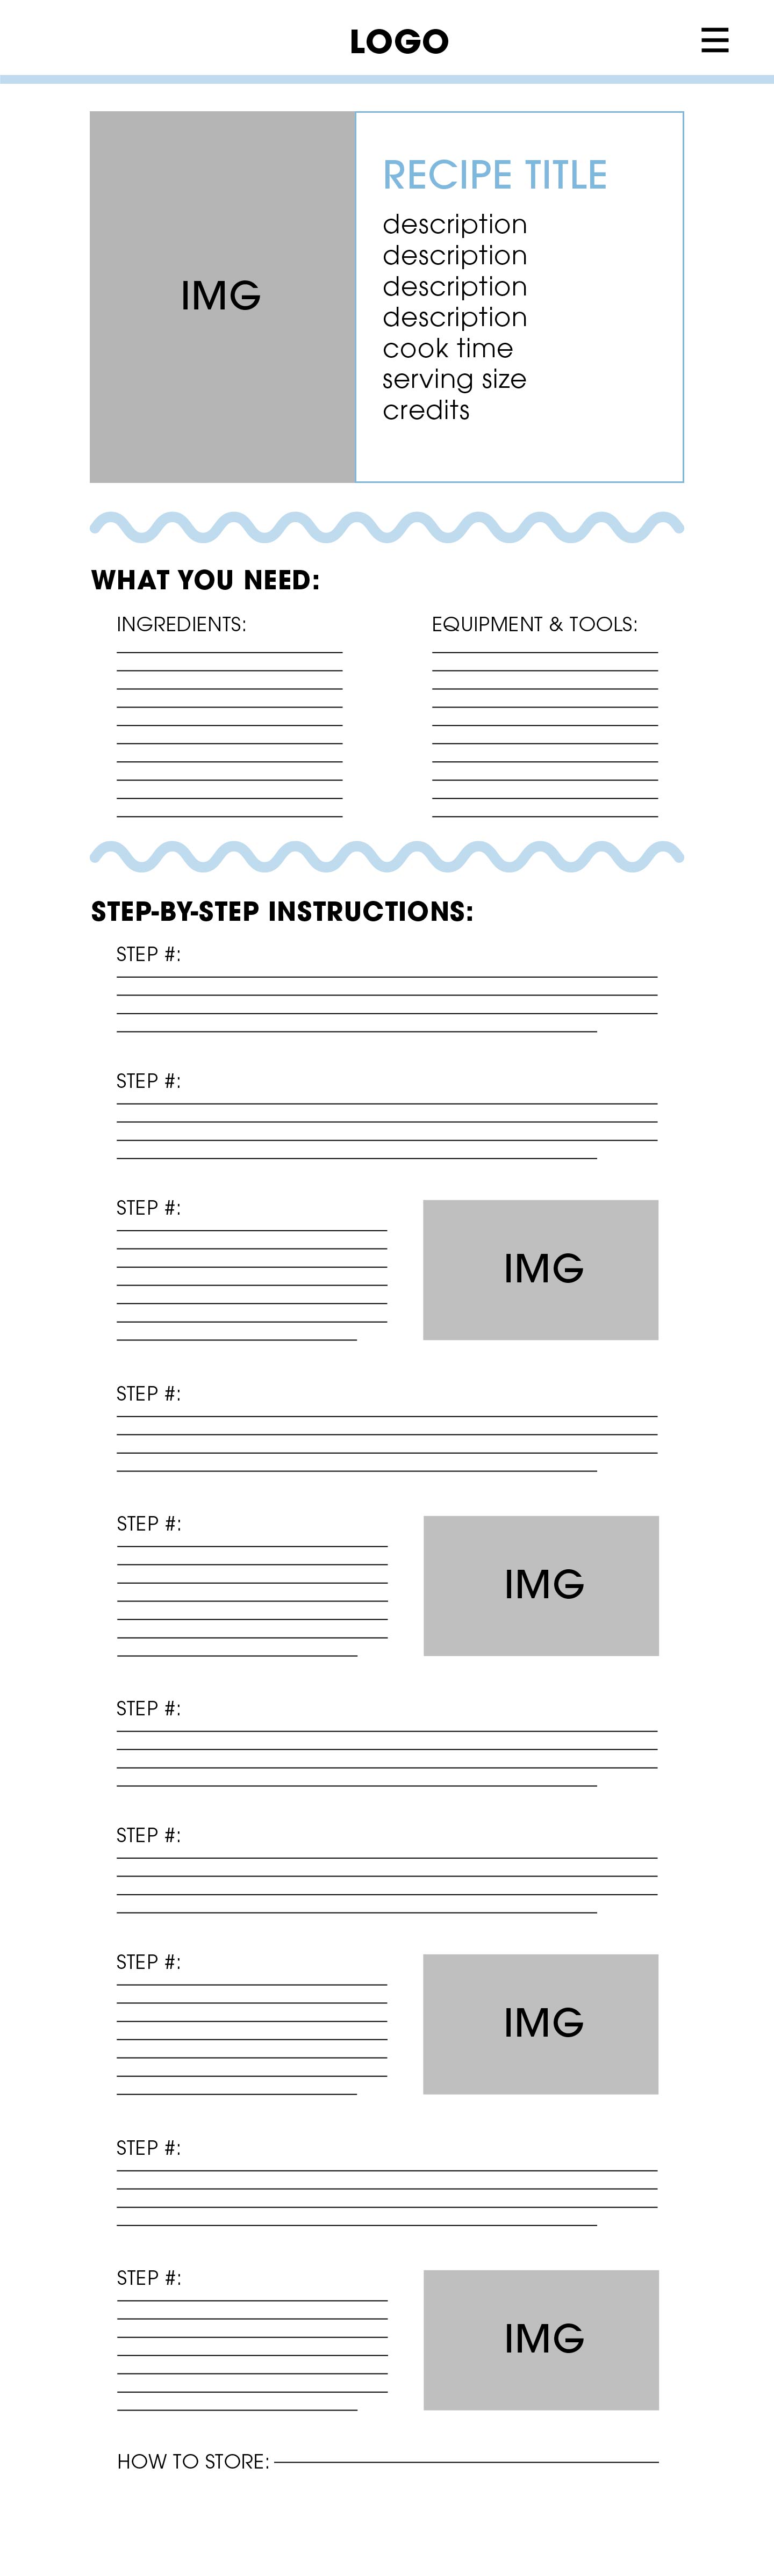 LOGO
IMG
RECIPE TITLE
description
description
description
description
cook time
serving size
credits
WHAT YOU NEED:
INGREDIENTS:
EQUIPMENT & TOOLS:
STEP-BY-STEP INSTRUCTIONS:
STEP #:
STEP #:
STEP #:
IMG
STEP #:
STEP #:
IMG
STEP #:
STEP #:
STEP #:
IMG
STEP #:
STEP #:
IMG
HOW TO STORE: